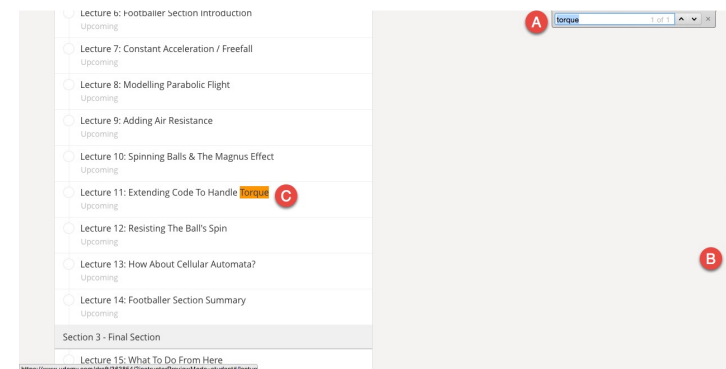 Lecture 6: Footballer Section Introduction
Upcoming
A
torque 1 of 1
Lecture 7: Constant Acceleration / Freefall
Upcoming
Lecture 8: Modelling Parabolic Flight
Upcoming
Lecture 9: Adding Air Resistance
Upcoming
Lecture 10: Spinning Balls & The Magnus Effect
Upcoming
Lecture 11: Extending Code To Handle Torque
C
Upcoming
Lecture 12: Resisting The Ball's Spin
Upcoming
B
Lecture 13: How About Cellular Automata?
Upcoming
Lecture 14: Footballer Section Summary
Upcoming
Section 3 - Final Section
Lecture 15: What To Do From Here